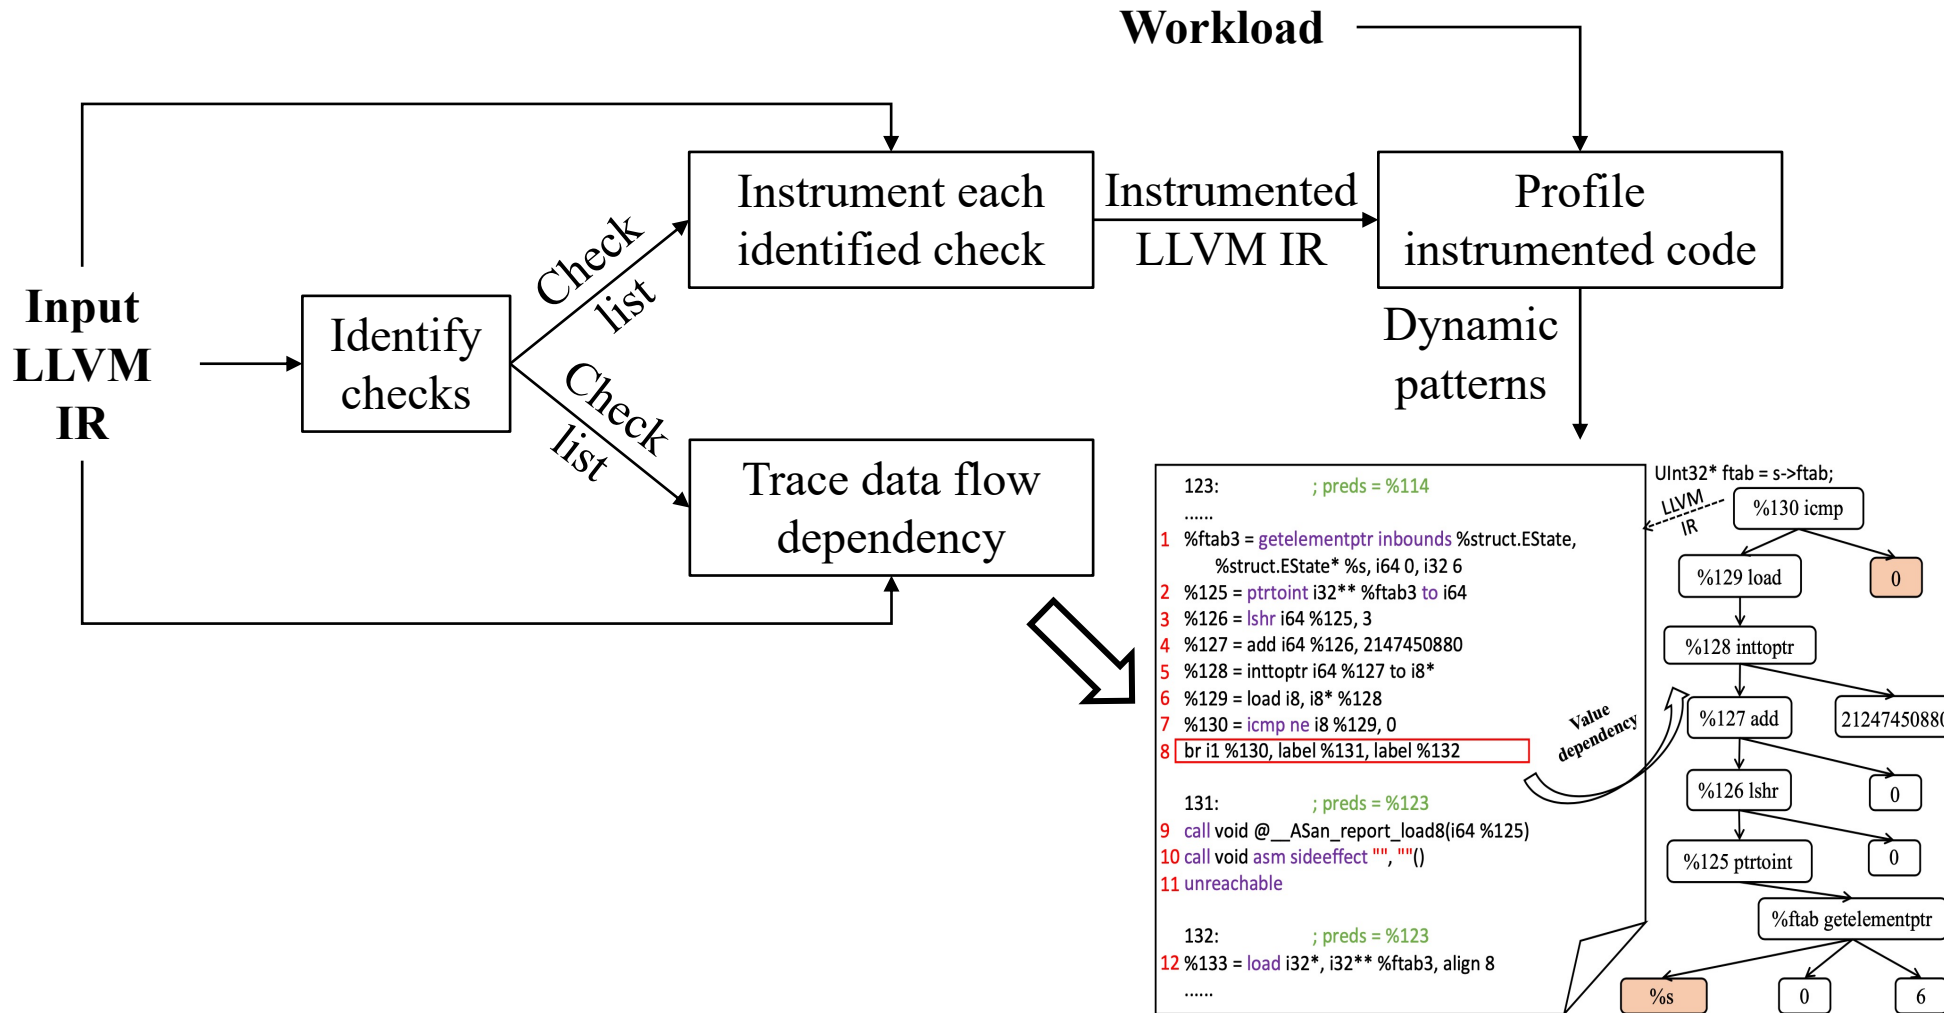 Workload
Input
LLVM
IR
Identify
checks
Check
list
Check
list
Instrument each
identified check
Instrumented
LLVM IR
Profile
instrumented code
Dynamic
patterns
Trace data flow
dependency
123: ; preds = %114
......
1 %ftab3 = getelementptr inbounds %struct.EState,
%struct.EState* %s, i64 0, i32 6
2 %125 = ptrtoint i32** %ftab3 to i64
3 %126 = lshr i64 %125, 3
4 %127 = add i64 %126, 2147450880
5 %128 = inttoptr i64 %127 to i8*
6 %129 = load i8, i8* %128
7 %130 = icmp ne i8 %129, 0
8 br i1 %130, label %131, label %132
131: ; preds = %123
9 call void @__ASan_report_load8(i64 %125)
10 call void asm sideeffect "", ""()
11 unreachable
132: ; preds = %123
12 %133 = load i32*, i32** %ftab3, align 8
......
Value
dependency
UInt32* ftab = s->ftab;
LLVM
IR
%130 icmp
%129 load
0
%128 inttoptr
%127 add
21247450880
%126 lshr
0
%125 ptrtoint
0
%ftab getelementptr
%s
0
6